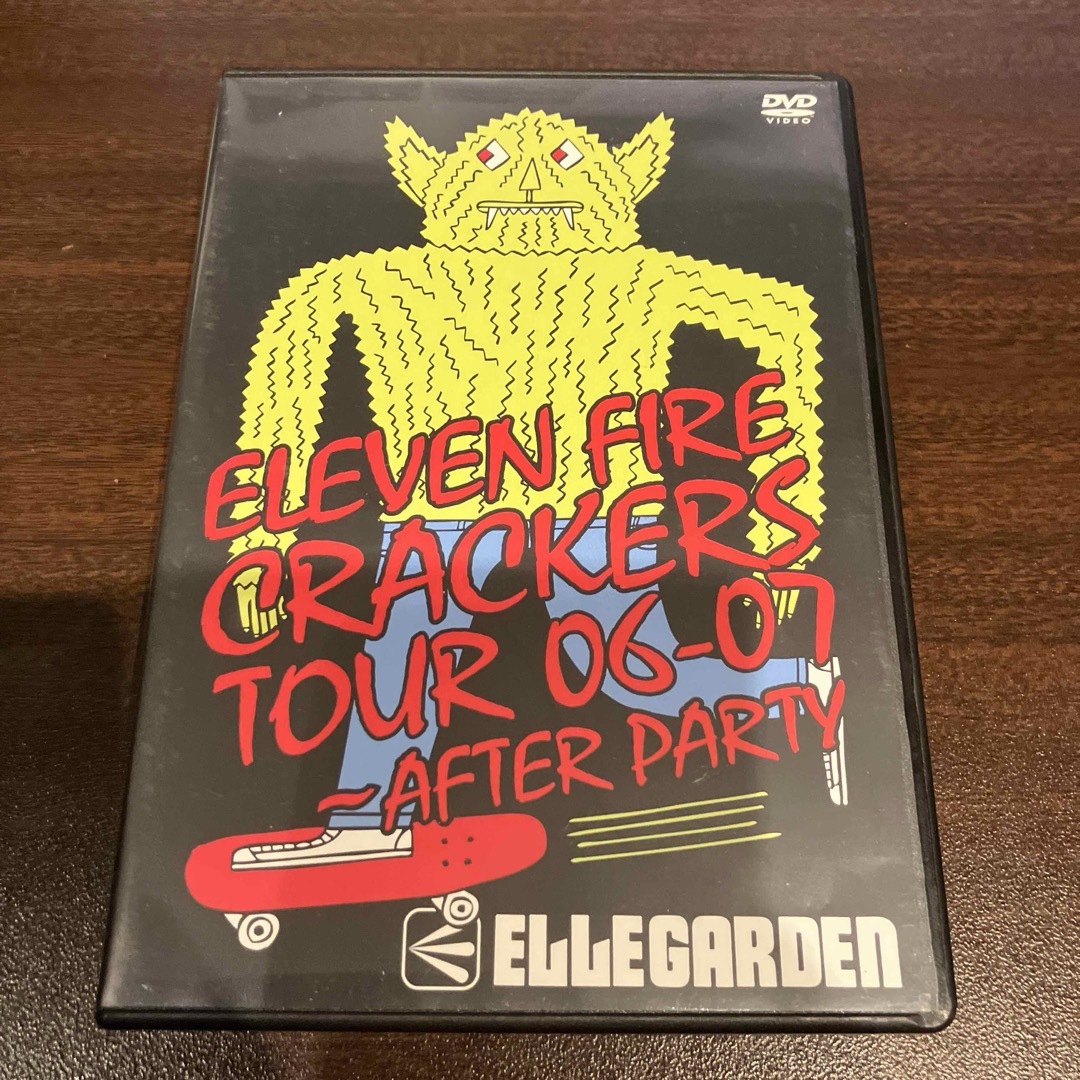 DVD
VIDEO
ELEVEN FIRE
CRACKERS
TOUR 06-07
~AFTER PARTY
ELLEGARDEN